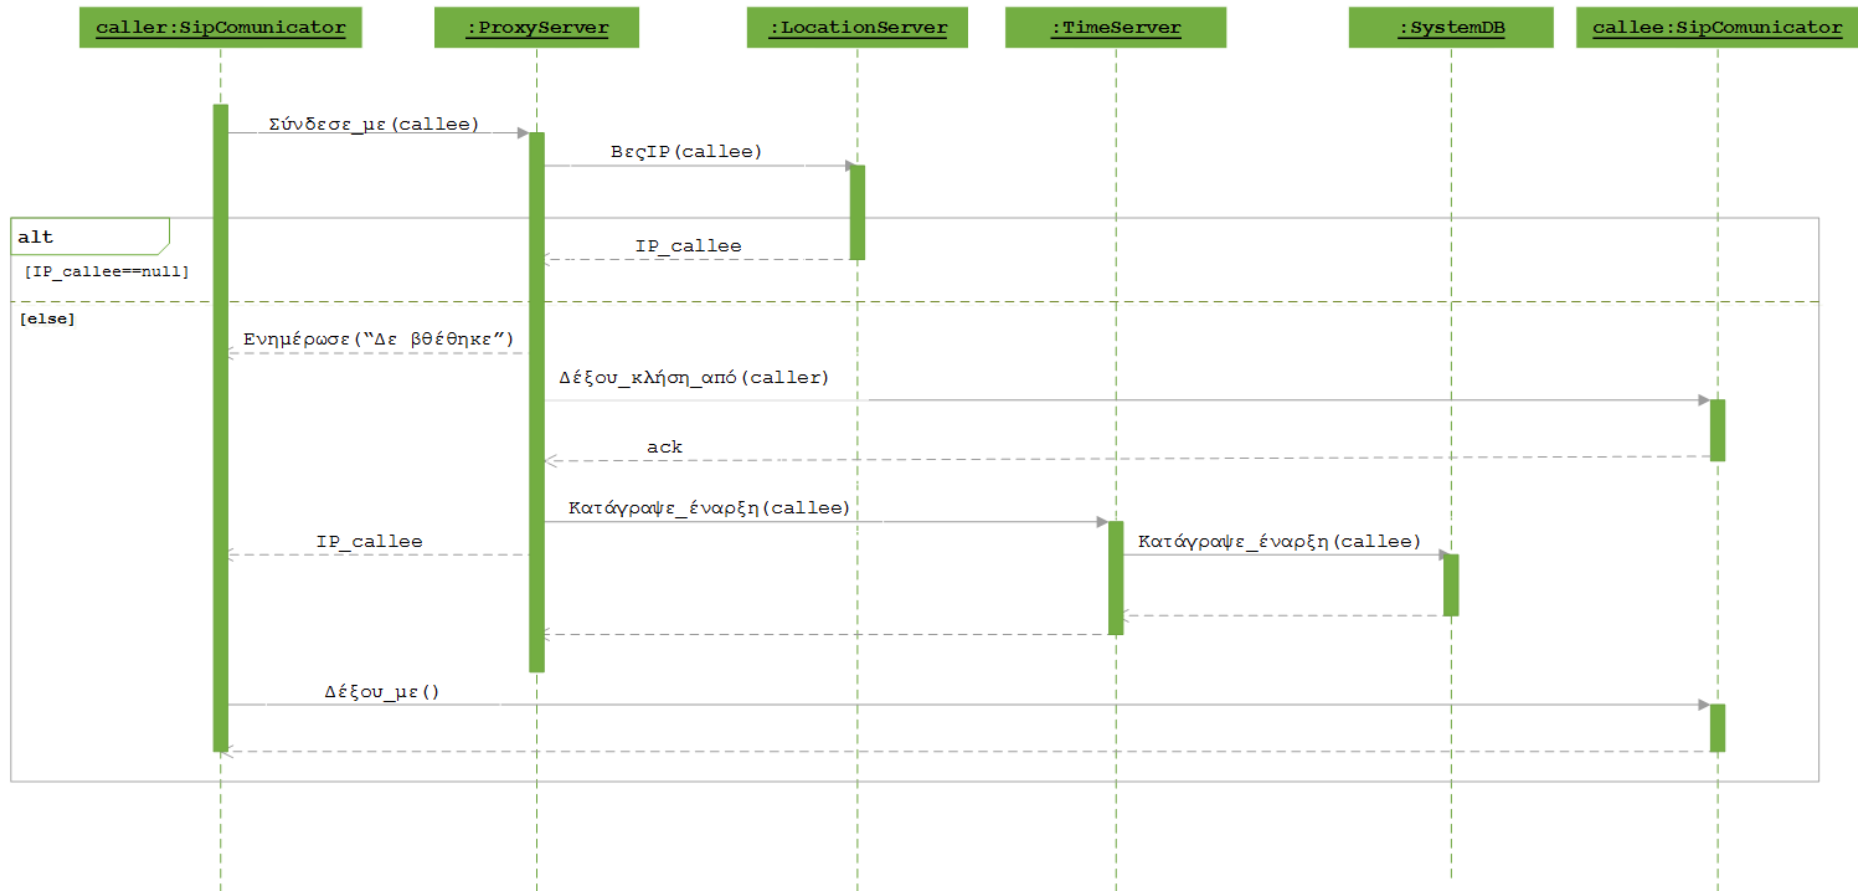 caller:SipComunicator
:ProxyServer
:LocationServer
:TimeServer
:SystemDB
callee:SipComunicator
Σύνδεσε_με(callee)
ΒεςIP(callee)
alt
IP_callee
[IP_callee==null]
[else]
Ενημέρωσε(“Δε βθέθηκε”)
Δέξου_κλήση_από(caller)
ack
Κατάγραψε_έναρξη(callee)
IP_callee
Κατάγραψε_έναρξη(callee)
Δέξου_με()